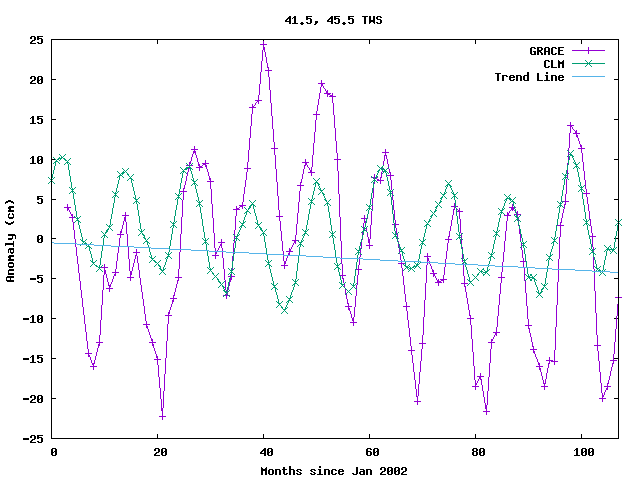 41.5, 45.5 TWS
GRACE
CLM
Trend Line
25
20
15
10
5
0
-5
-10
-15
-20
-25
Anomaly (cm)
0 20 40 60 80 100
Months since Jan 2002